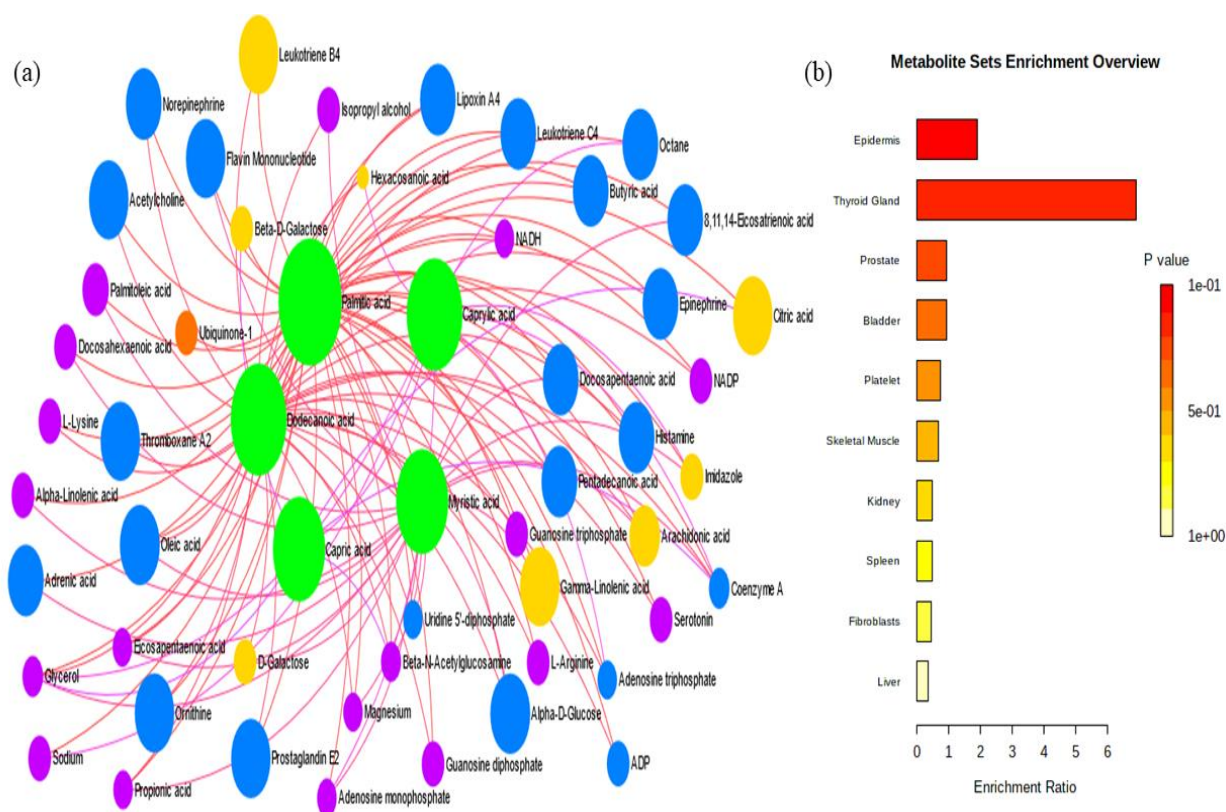 (a)
Leukotriene B4
Norepinephrine
Isopropyl alcohol
Lipoxin A4
Flavin Mononucleotide
Leukotriene C4
Octane
Hexacosanoic acid
Butyric acid
Acetylcholine
8,11,14-Eicosatrienoic acid
Beta-D-Galactose
NADH
Palmitoleic acid
Palmitic acid
Caprylic acid
Epinephrine
Citric acid
Ubiquinone-1
Docosahexaenoic acid
Docosapentaenoic acid
NADP
L-Lysine
Dodecanoic acid
Thromboxane A2
Histamine
Imidazole
Pentadecanoic acid
Alpha-Linolenic acid
Myristic acid
Guanosine triphosphate
Arachidonic acid
Oleic acid
Capric acid
Adrenic acid
Gamma-Linolenic acid
Coenzyme A
Uridine 5'-diphosphate
Serotonin
Eicosapentaenoic acid
D-Galactose
Beta-N-Acetylglucosamine
L-Arginine
Glycerol
Adenosine triphosphate
Ornithine
Magnesium
Alpha-D-Glucose
Sodium
Prostaglandin E2
Guanosine diphosphate
ADP
Propionic acid
Adenosine monophosphate
(b)
Metabolite Sets Enrichment Overview
Epidermis
Thyroid Gland
Prostate
Bladder
Platelet
Skeletal Muscle
Kidney
Spleen
Fibroblasts
Liver
0 1 2 3 4 5 6
Enrichment Ratio
P value
1e-01
5e-01
1e+00